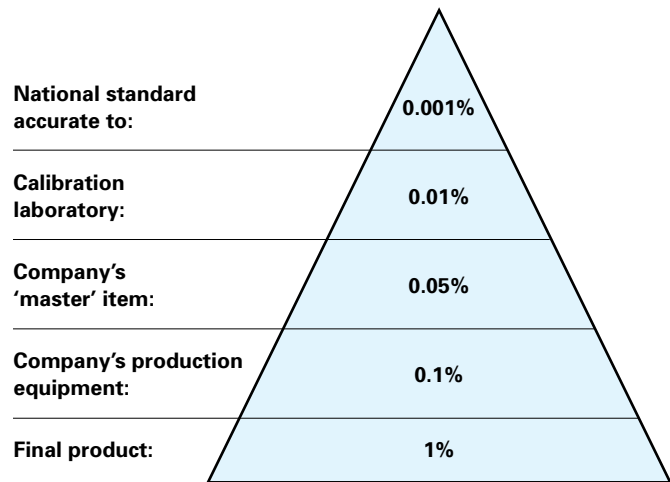 National standard
accurate to:
0.001%
Calibration
laboratory:
0.01%
Company’s
‘master’ item:
0.05%
Company’s production
equipment:
0.1%
Final product:
1%